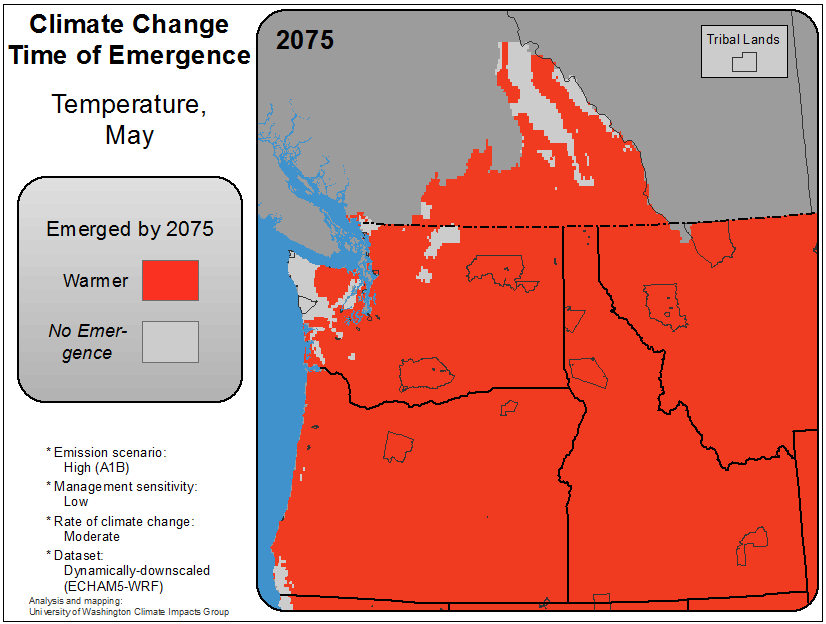 Climate Change
Time of Emergence
Temperature,
May
Emerged by 2075
Warmer
No Emer-
gence
* Emission scenario:
High (A1B)
* Management sensitivity:
Low
* Rate of climate change:
Moderate
* Dataset:
Dynamically-downscaled
(ECHAM5-WRF)
Analysis and mapping:
University of Washington Climate Impacts Group
2075
Tribal Lands